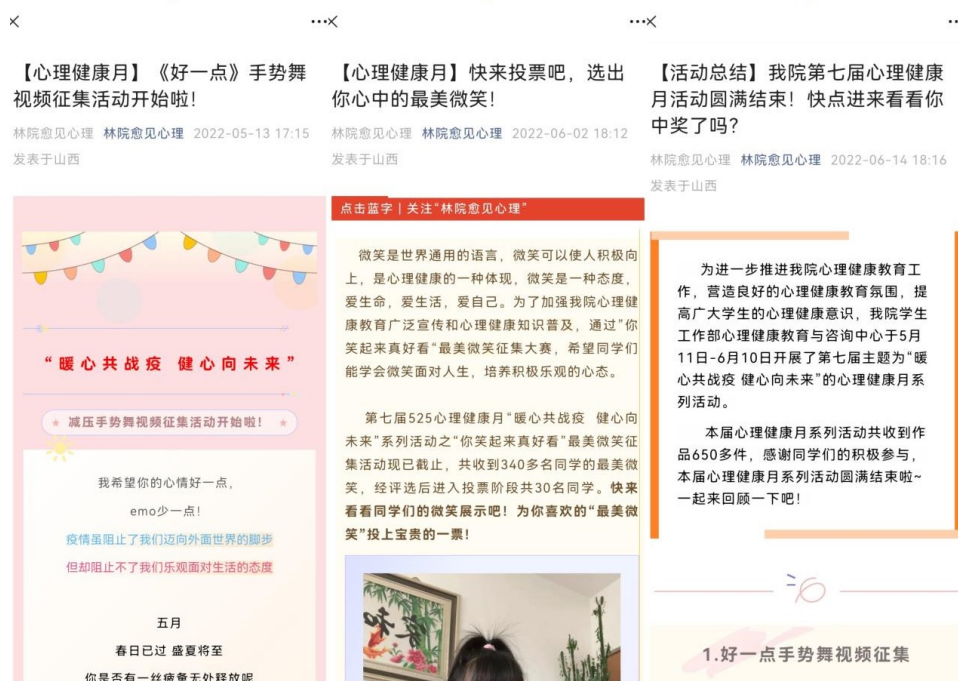 【心理健康月】《好一点》手势舞
视频征集活动开始啦！
林院愈见心理 林院愈见心理 2022-05-13 17:15
发表于山西
“暖心共战疫 健心向未来”
减压手势舞视频征集活动开始啦！
我希望你的心情好一点，
emo少一点！
疫情虽阻止了我们迈向外面世界的脚步
但却阻止不了我们乐观面对生活的态度
五月
春日已过 盛夏将至
你是否有一丝疲惫无处释放呢
【心理健康月】快来投票吧，选出
你心中的最美微笑！
林院愈见心理 林院愈见心理 2022-06-02 18:12
发表于山西
点击蓝字 | 关注“林院愈见心理”
微笑是世界通用的语言，微笑可以使人积极向
上，是心理健康的一种体现，微笑是一种态度，
爱生命，爱生活，爱自己。为了加强我院心理健
康教育广泛宣传和心理健康知识普及，通过“你
笑起来真好看”最美微笑征集大赛，希望同学们
能学会微笑面对人生，培养积极乐观的心态。
第七届525心理健康月“暖心共战疫 健心向
未来”系列活动之“你笑起来真好看”最美微笑征
集活动现已截止，共收到340多名同学的最美微
笑，经评选后进入投票阶段共30名同学。快来
看看同学们的微笑展示吧！为你喜欢的“最美微
笑”投上宝贵的一票！
家和
【活动总结】我院第七届心理健康
月活动圆满结束！快点进来看看你
中奖了吗？
林院愈见心理 林院愈见心理 2022-06-14 18:16
发表于山西
为进一步推进我院心理健康教育工
作，营造良好的心理健康教育氛围，提
高广大学生的心理健康意识，我院学生
工作部心理健康教育与咨询中心于5月
11日-6月10日开展了第七届主题为“暖
心共战疫 健心向未来”的心理健康月系
列活动。
本届心理健康月系列活动共收到作
品650多件，感谢同学们的积极参与，
本届心理健康月系列活动圆满结束啦~
一起来回顾一下吧！
1.好一点手势舞视频征集